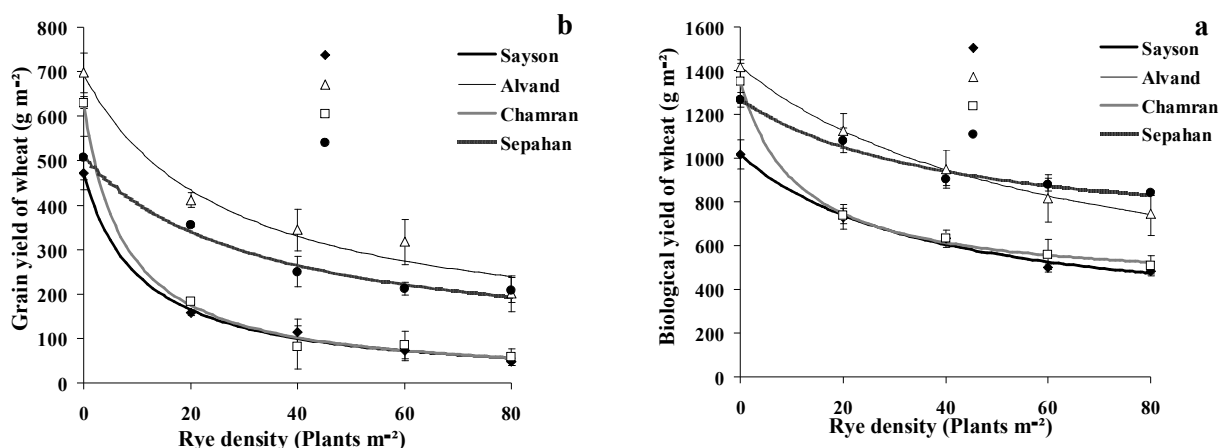 b
Grain yield of wheat (g m⁻²)
800
700
600
500
400
300
200
100
0
0 20 40 60 80
Rye density (Plants m⁻²)
Sayson
Alvand
Chamran
Sepahan
a
Biological yield of wheat (g m⁻²)
1600
1400
1200
1000
800
600
400
200
0
0 20 40 60 80
Rye density (Plants m⁻²)
Sayson
Alvand
Chamran
Sepahan